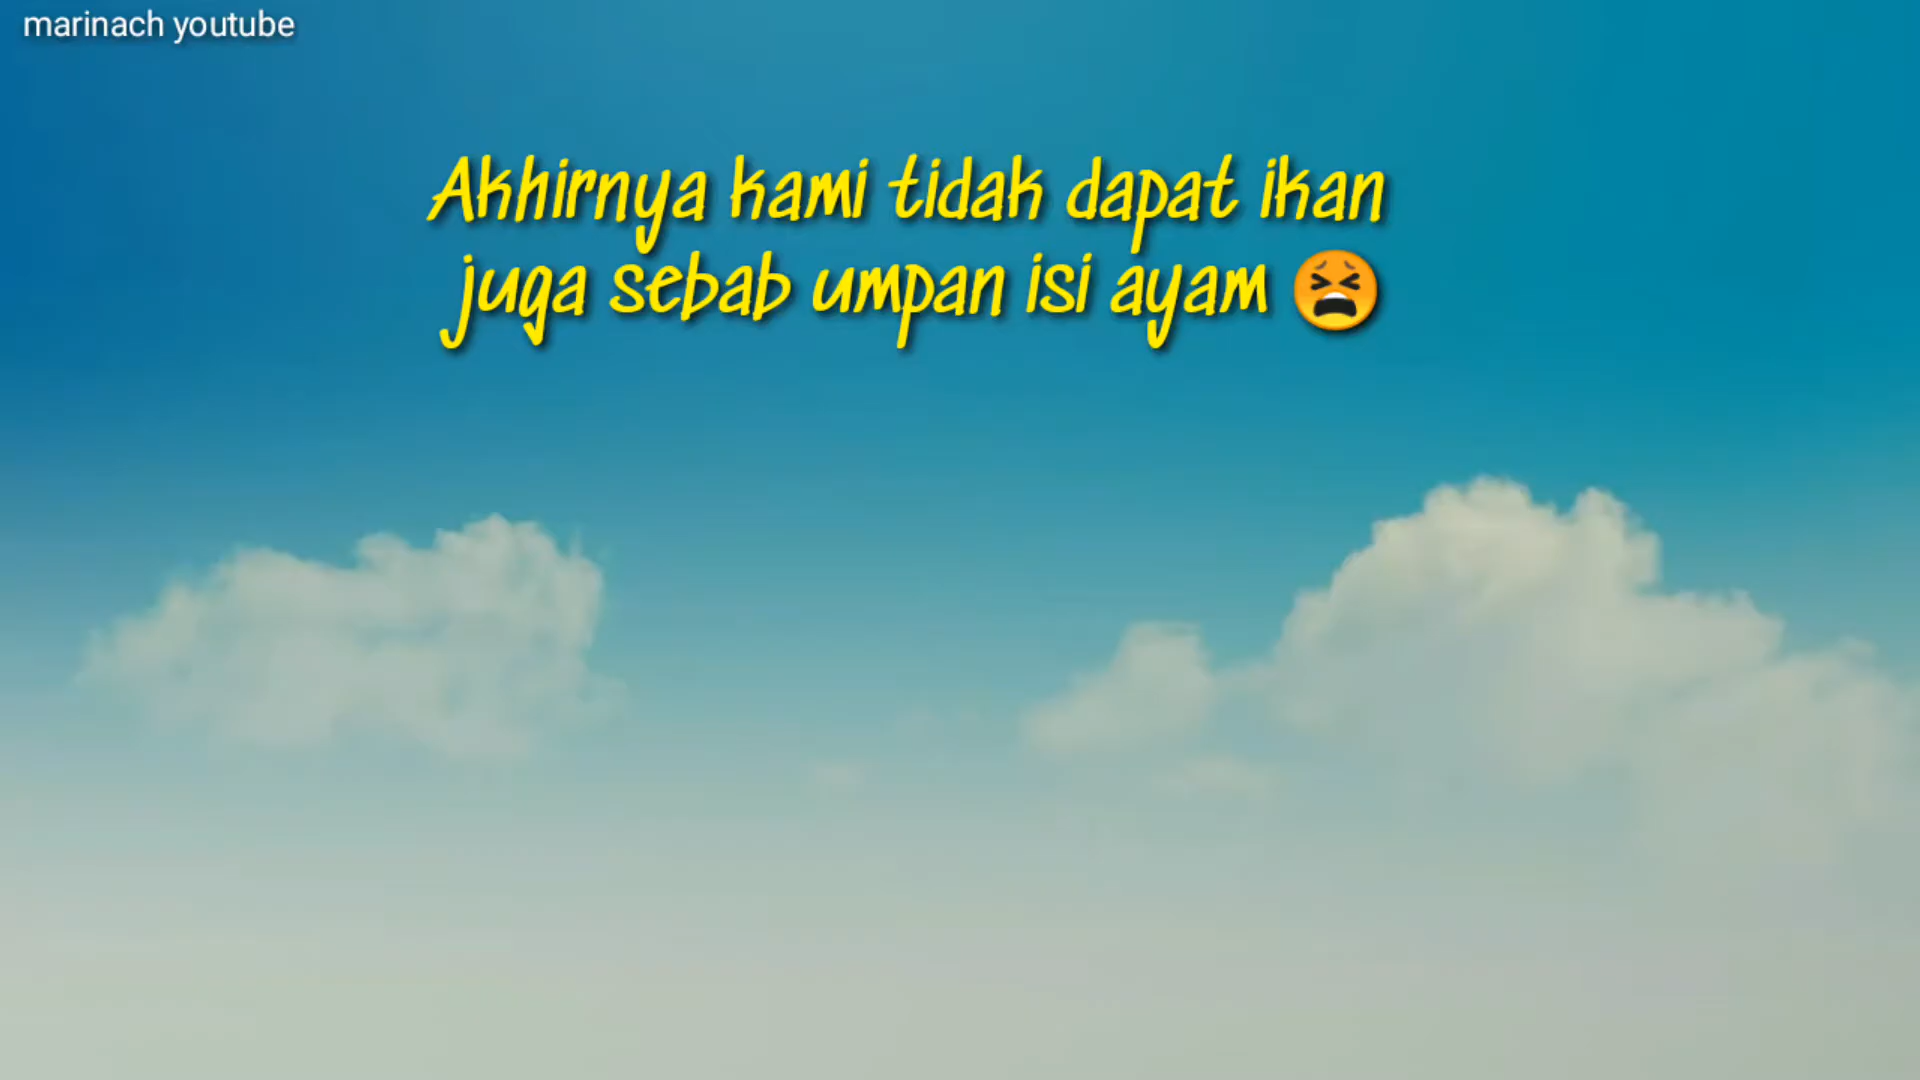 marinach youtube
Akhirnya kami tidak dapat ikan
juga sebab umpan isi ayam 😫